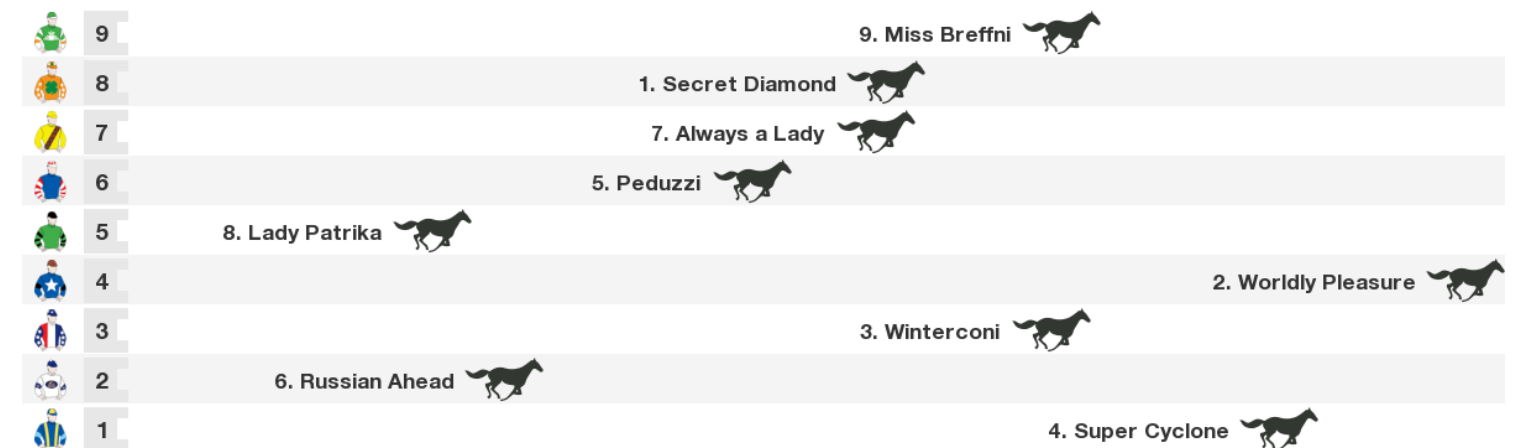 9 9. Miss Breffni
8 1. Secret Diamond
7 7. Always a Lady
6 5. Peduzzi
5 8. Lady Patrika
4 2. Worldly Pleasure
3 3. Winterconi
2 6. Russian Ahead
1 4. Super Cyclone